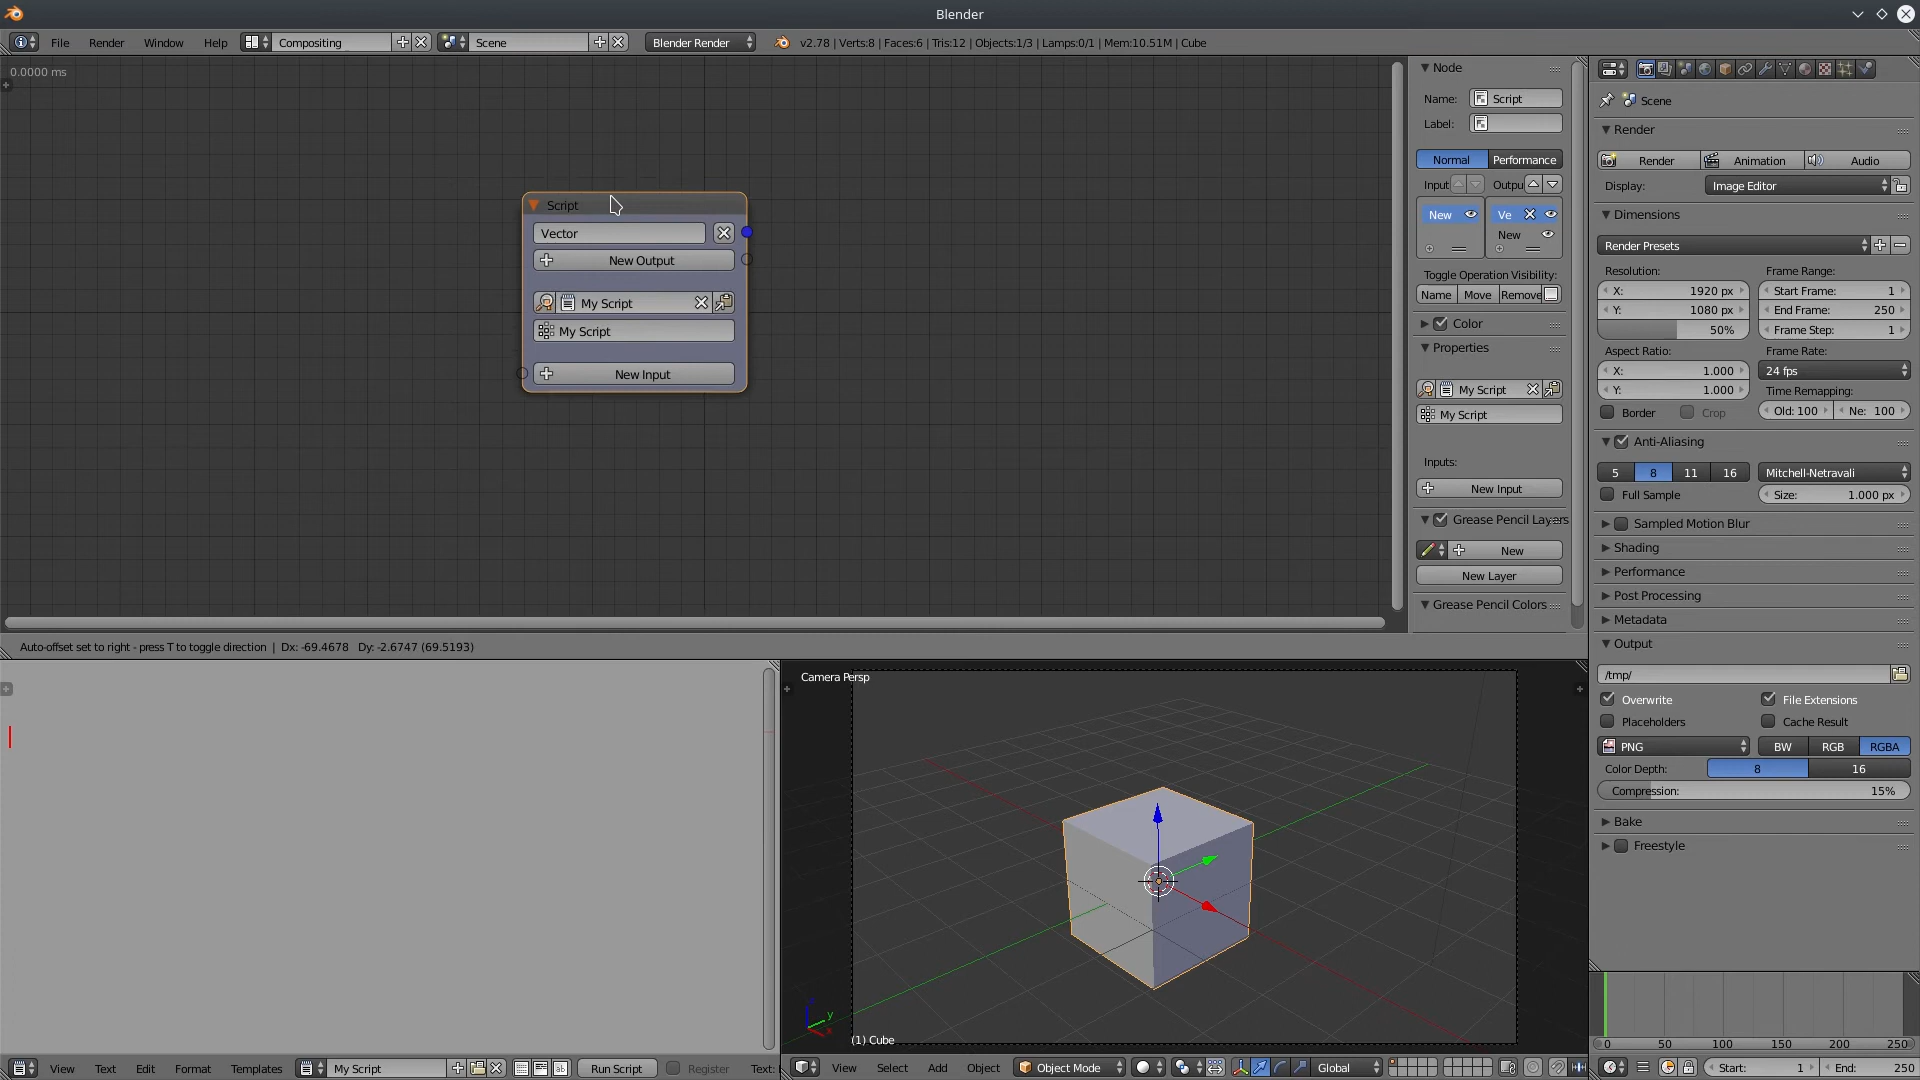 Blender
File Render Window Help Compositing Scene Blender Render v2.78 | Verts:8 | Faces:6 | Tris:12 | Objects:1/3 | Lamps:0/1 | Mem:10.51M | Cube
0.0000 ms
Script
Vector
New Output
My Script
My Script
New Input
Node
Name: Script
Label:
Normal Performance
Input Outpu
New Ve
New
Toggle Operation Visibility:
Name Move Remove
Color
Properties
My Script
My Script
Inputs:
New Input
Grease Pencil Layers
New
New Layer
Grease Pencil Colors
Scene
Render
Render Animation Audio
Display: Image Editor
Dimensions
Render Presets
Resolution: Frame Range:
X: 1920 px Start Frame: 1
Y: 1080 px End Frame: 250
50% Frame Step: 1
Aspect Ratio: Frame Rate:
X: 1.000 24 fps
Y: 1.000 Time Remapping:
Border Crop Old: 100 Ne: 100
Anti-Aliasing
5 8 11 16 Mitchell-Netravali
Full Sample Size: 1.000 px
Sampled Motion Blur
Shading
Performance
Post Processing
Metadata
Output
/tmp/
Overwrite File Extensions
Placeholders Cache Result
PNG BW RGB RGBA
Color Depth: 8 16
Compression: 15%
Bake
Freestyle
Auto-offset set to right - press T to toggle direction | Dx: -69.4678 Dy: -2.6747 (69.5193)
Camera Persp
z
y
x
(1) Cube
0 50 100 150 200 250
View Text Edit Format Templates My Script Run Script Register Text:
View Select Add Object Object Mode Global
Start: 1 End: 250